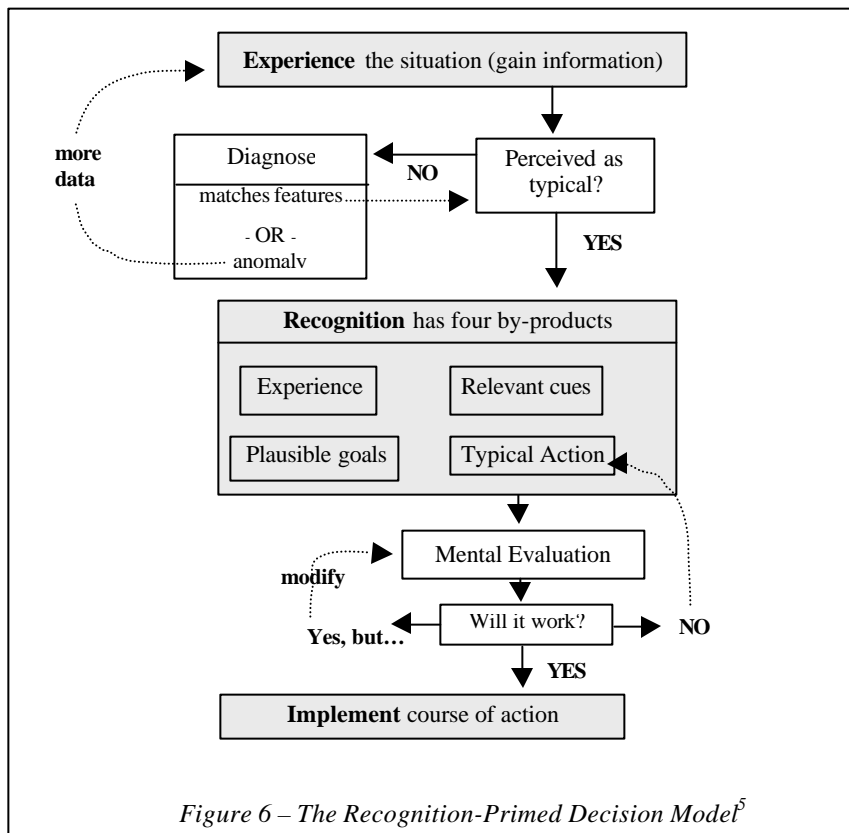 Experience the situation (gain information)
more
data
Diagnose
NO
Perceived as
typical?
matches features
- OR -
anomaly
YES
Recognition has four by-products
Experience
Relevant cues
Plausible goals
Typical Action
Mental Evaluation
modify
Will it work?
Yes, but…
NO
YES
Implement course of action
Figure 6 – The Recognition-Primed Decision Model5